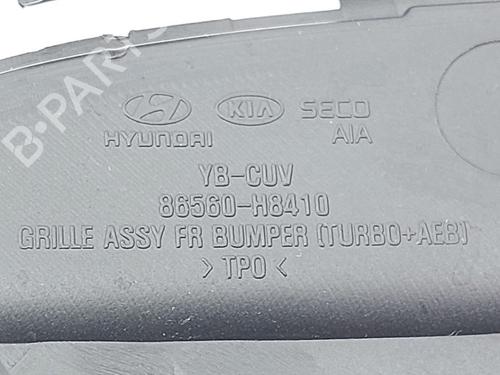 B-PARTS
HYUNDAI KIA SECO
AIA
YB-CUV
86560-H8410
GRILLE ASSY FR BUMPER (TURBO+AEB)
>TPO<